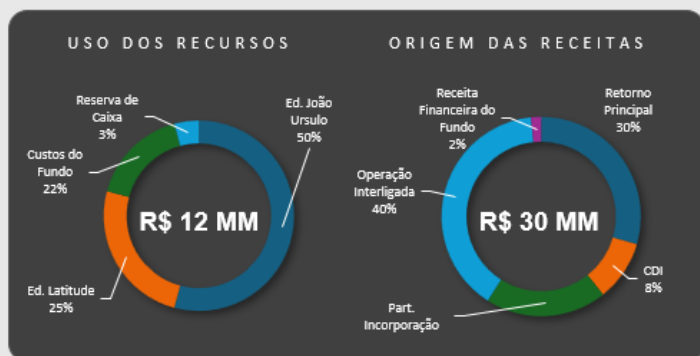 USO DOS RECURSOS
Reserva de
Caixa
3%
Ed. João
Ursulo
50%
Custos do
Fundo
22%
R$ 12 MM
Ed. Latitude
25%
ORIGEM DAS RECEITAS
Receita
Financeira do
Fundo
2%
Retorno
Principal
30%
Operação
Interligada
40%
R$ 30 MM
CDI
8%
Part.
Incorporação